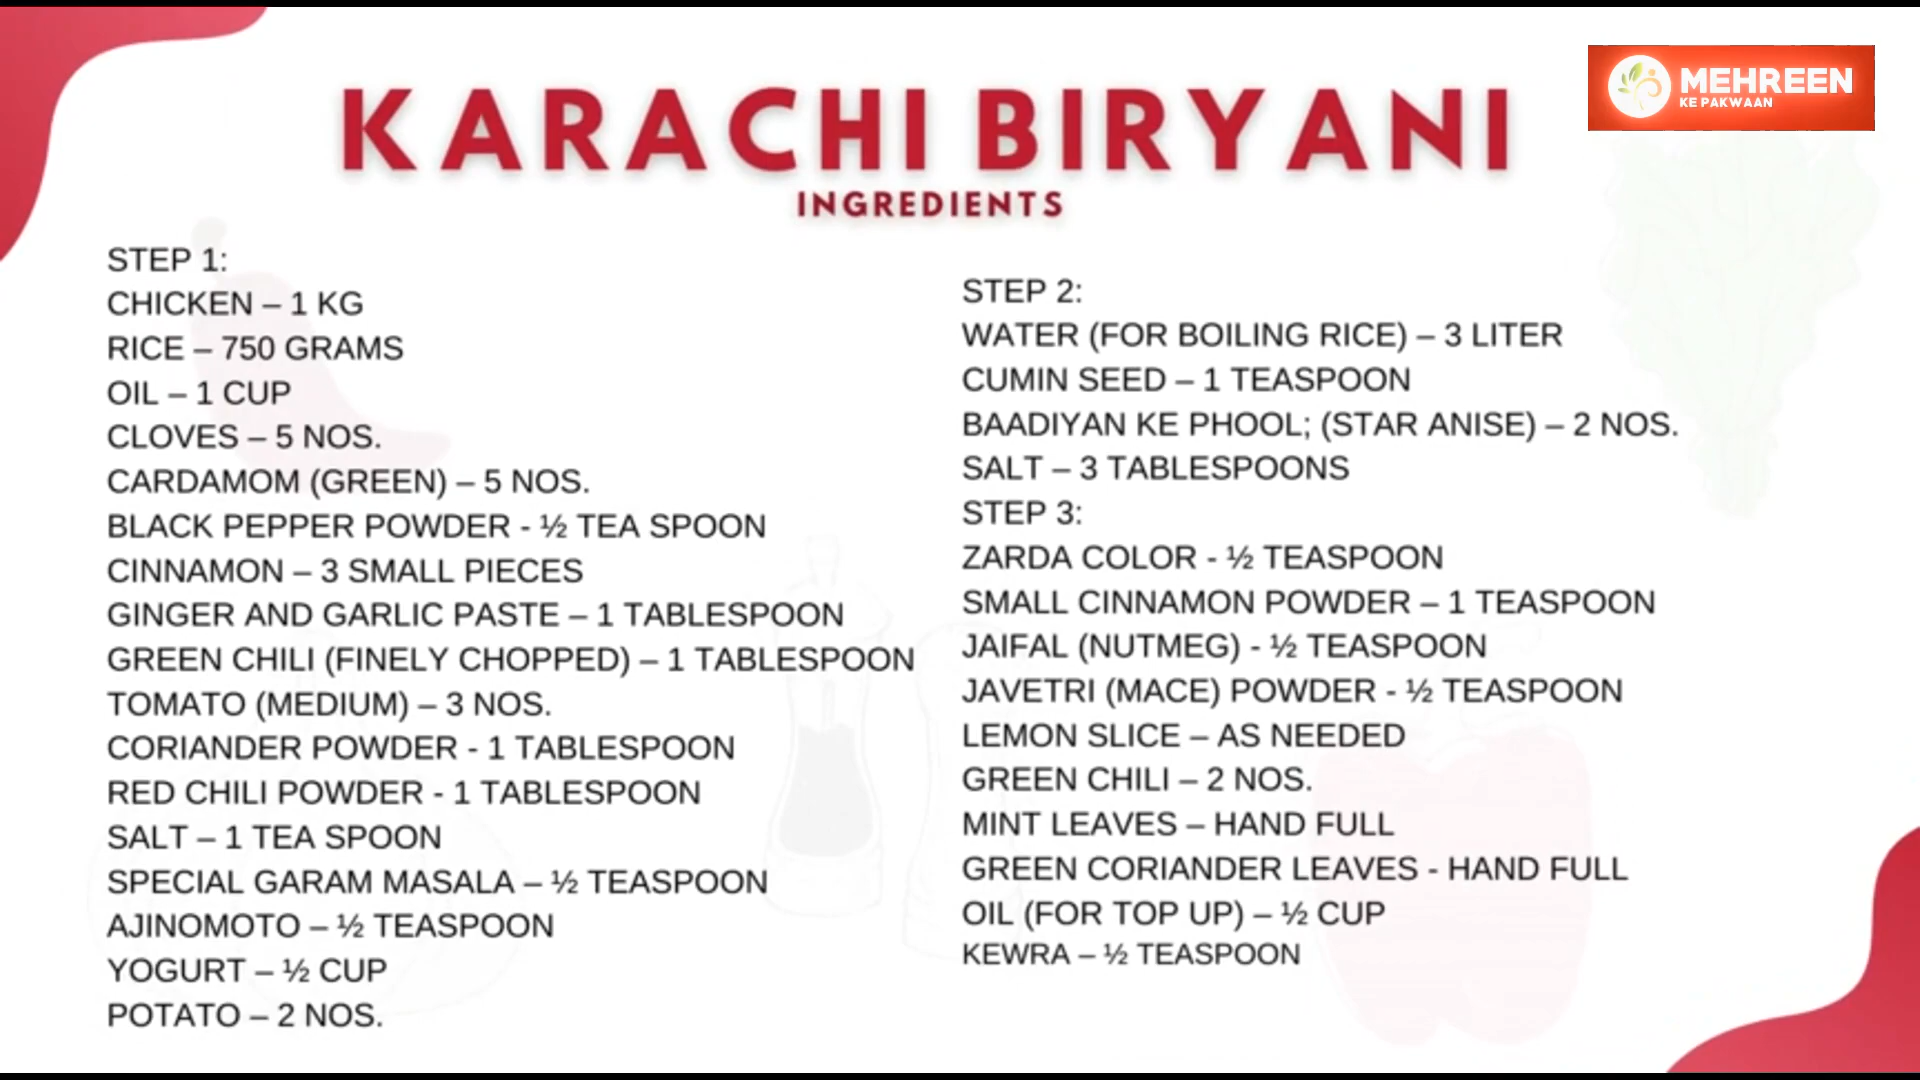 KARACHI BIRYANI
MEHREEN
KE PAKWAAN
INGREDIENTS
STEP 1:
CHICKEN – 1 KG
RICE – 750 GRAMS
OIL – 1 CUP
CLOVES – 5 NOS.
CARDAMOM (GREEN) – 5 NOS.
BLACK PEPPER POWDER - ½ TEA SPOON
CINNAMON – 3 SMALL PIECES
GINGER AND GARLIC PASTE – 1 TABLESPOON
GREEN CHILI (FINELY CHOPPED) – 1 TABLESPOON
TOMATO (MEDIUM) – 3 NOS.
CORIANDER POWDER - 1 TABLESPOON
RED CHILI POWDER - 1 TABLESPOON
SALT – 1 TEA SPOON
SPECIAL GARAM MASALA – ½ TEASPOON
AJINOMOTO – ½ TEASPOON
YOGURT – ½ CUP
POTATO – 2 NOS.
STEP 2:
WATER (FOR BOILING RICE) – 3 LITER
CUMIN SEED – 1 TEASPOON
BAADIYAN KE PHOOL; (STAR ANISE) – 2 NOS.
SALT – 3 TABLESPOONS
STEP 3:
ZARDA COLOR - ½ TEASPOON
SMALL CINNAMON POWDER – 1 TEASPOON
JAIFAL (NUTMEG) - ½ TEASPOON
JAVETRI (MACE) POWDER - ½ TEASPOON
LEMON SLICE – AS NEEDED
GREEN CHILI – 2 NOS.
MINT LEAVES – HAND FULL
GREEN CORIANDER LEAVES - HAND FULL
OIL (FOR TOP UP) – ½ CUP
KEWRA – ½ TEASPOON